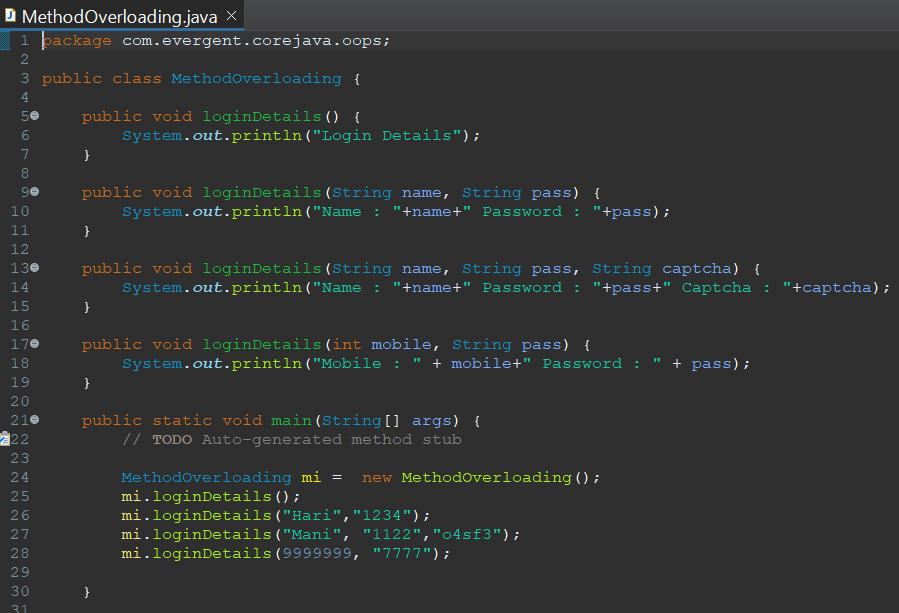 MethodOverloading.java
1 package com.evergent.corejava.oops;
2
3 public class MethodOverloading {
4
5     public void loginDetails() {
6         System.out.println("Login Details");
7     }
8
9     public void loginDetails(String name, String pass) {
10         System.out.println("Name : "+name+" Password : "+pass);
11     }
12
13     public void loginDetails(String name, String pass, String captcha) {
14         System.out.println("Name : "+name+" Password : "+pass+" Captcha : "+captcha);
15     }
16
17     public void loginDetails(int mobile, String pass) {
18         System.out.println("Mobile : " + mobile+" Password : " + pass);
19     }
20
21     public static void main(String[] args) {
22         // TODO Auto-generated method stub
23
24         MethodOverloading mi =  new MethodOverloading();
25         mi.loginDetails();
26         mi.loginDetails("Hari","1234");
27         mi.loginDetails("Mani", "1122","o4sf3");
28         mi.loginDetails(9999999, "7777");
29
30     }
31